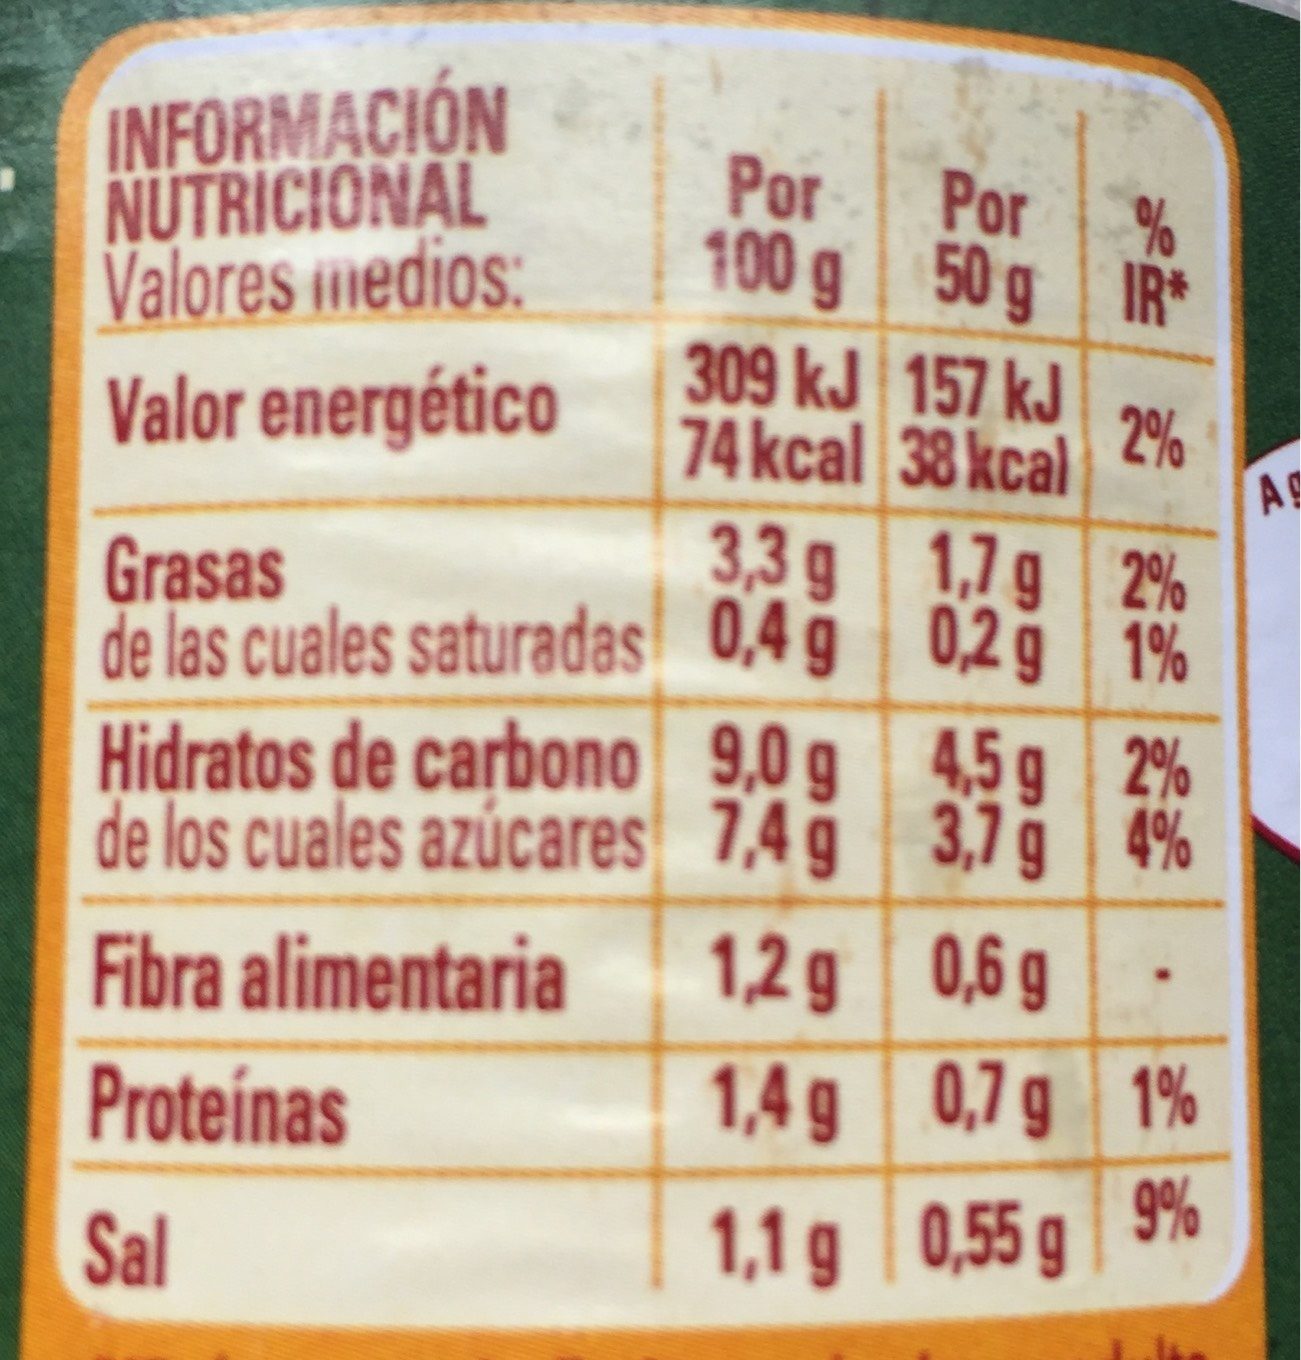 INFORMACIÓN
NUTRICIONAL
Valores medios:
Por 100 g Por 50 g % IR*
Valor energético 309 kJ 157 kJ 2%
74 kcal 38 kcal
Grasas 3,3 g 1,7 g 2%
de las cuales saturadas 0,4 g 0,2 g 1%
Hidratos de carbono 9,0 g 4,5 g 2%
de los cuales azúcares 7,4 g 3,7 g 4%
Fibra alimentaria 1,2 g 0,6 g -
Proteínas 1,4 g 0,7 g 1%
Sal 1,1 g 0,55 g 9%